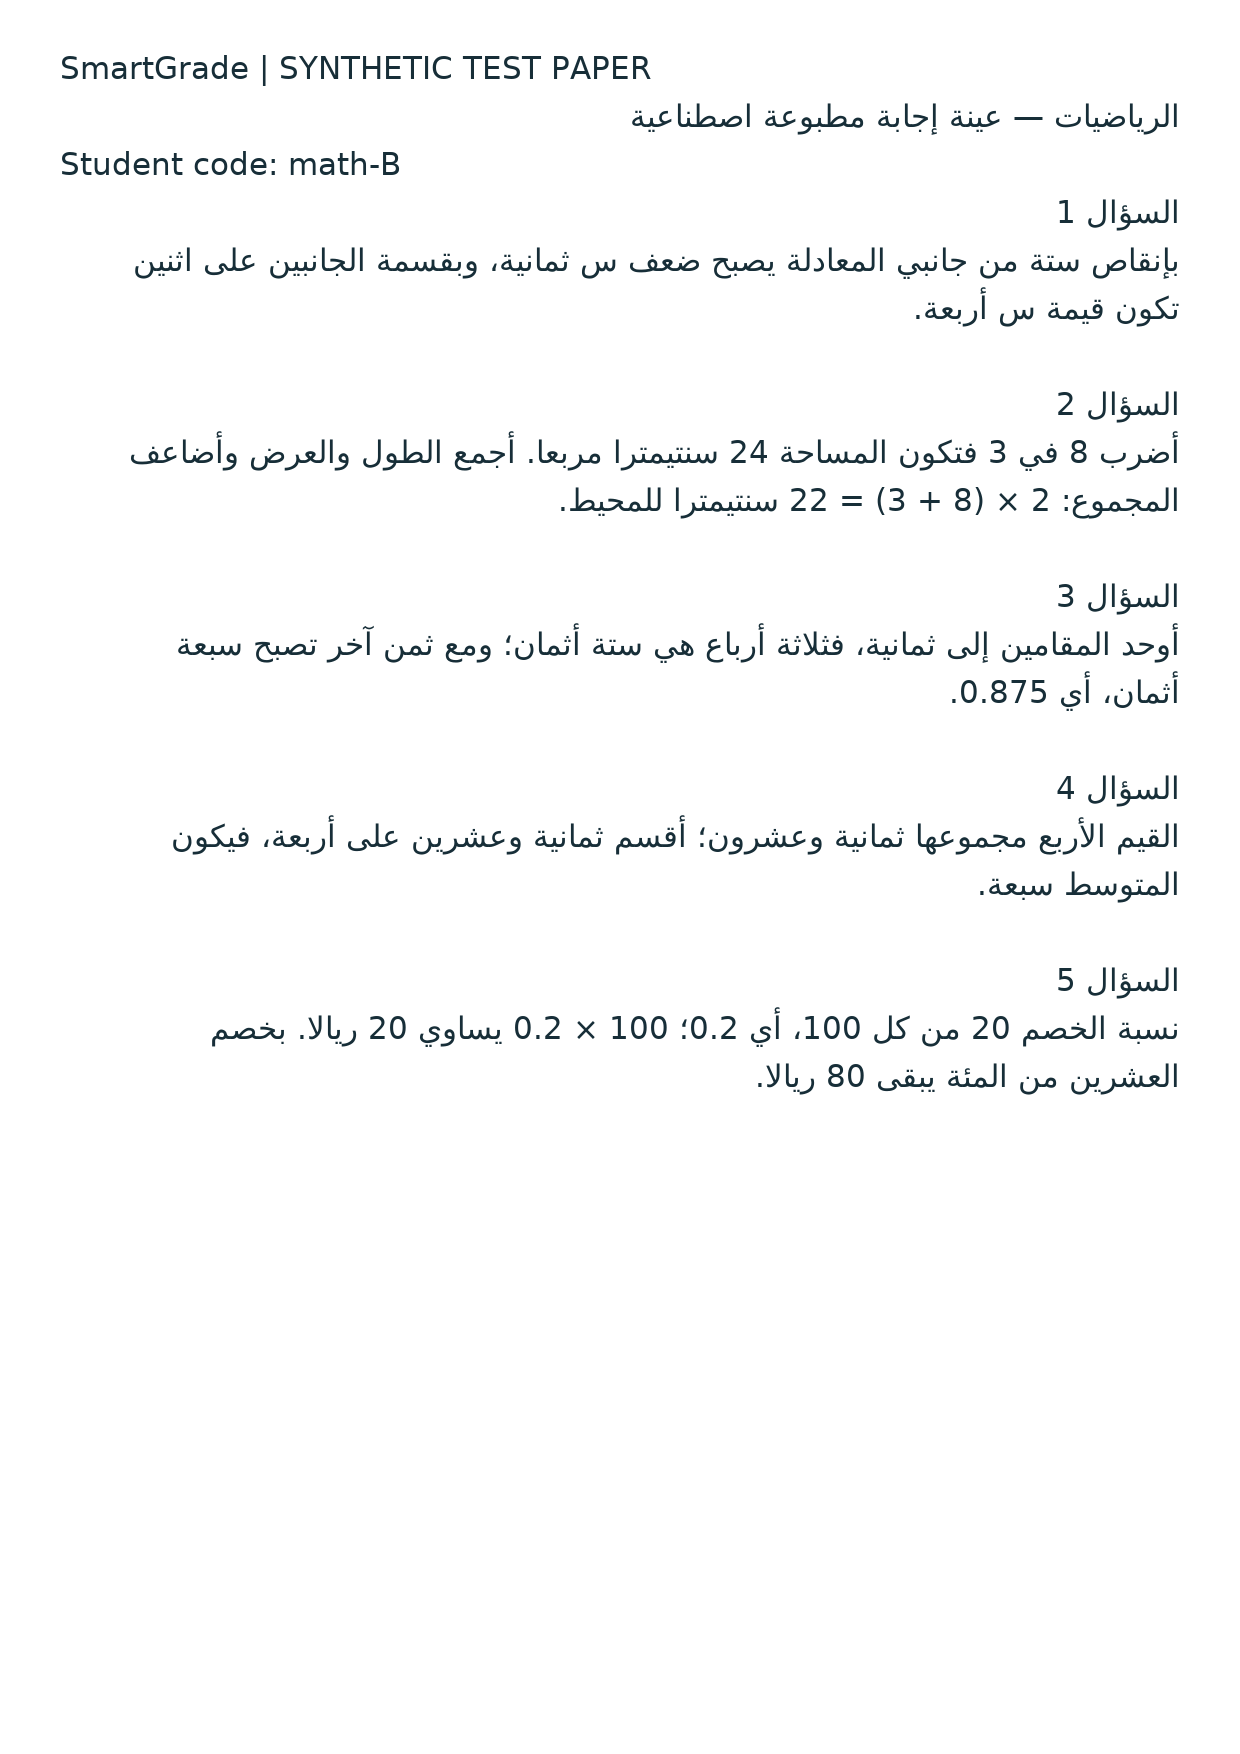 SmartGrade | SYNTHETIC TEST PAPER
الرياضيات — عينة إجابة مطبوعة اصطناعية
Student code: math-B
السؤال 1
بإنقاص ستة من جانبي المعادلة يصبح ضعف س ثمانية، وبقسمة الجانبين على اثنين
تكون قيمة س أربعة.
السؤال 2
أضرب 8 في 3 فتكون المساحة 24 سنتيمترا مربعا. أجمع الطول والعرض وأضاعف
المجموع: 2 × (8 + 3) = 22 سنتيمترا للمحيط.
السؤال 3
أوحد المقامين إلى ثمانية، فثلاثة أرباع هي ستة أثمان؛ ومع ثمن آخر تصبح سبعة
أثمان، أي 0.875.
السؤال 4
القيم الأربع مجموعها ثمانية وعشرون؛ أقسم ثمانية وعشرين على أربعة، فيكون
المتوسط سبعة.
السؤال 5
نسبة الخصم 20 من كل 100، أي 0.2؛ 100 × 0.2 يساوي 20 ريالا. بخصم
العشرين من المئة يبقى 80 ريالا.